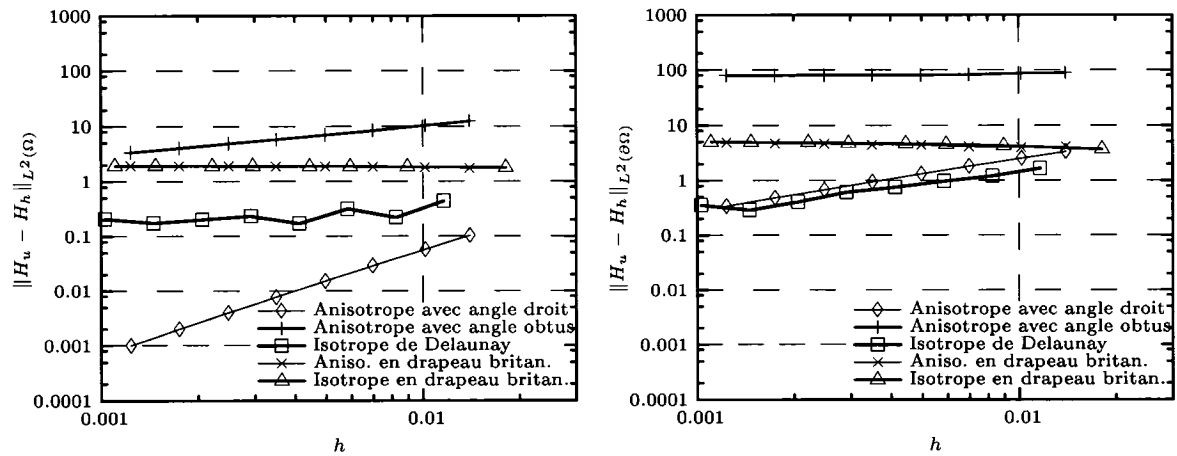 1000
100
10
1
0.1
0.01
0.001
0.0001
∥H_u − H_h∥_{L^2(Ω)}
Anisotrope avec angle droit
Anisotrope avec angle obtus
Isotrope de Delaunay
Aniso. en drapeau britan.
Isotrope en drapeau britan.
0.001
0.01
h
1000
100
10
1
0.1
0.01
0.001
0.0001
∥H_u − H_h∥_{L^2(∂Ω)}
Anisotrope avec angle droit
Anisotrope avec angle obtus
Isotrope de Delaunay
Aniso. en drapeau britan.
Isotrope en drapeau britan.
0.001
0.01
h